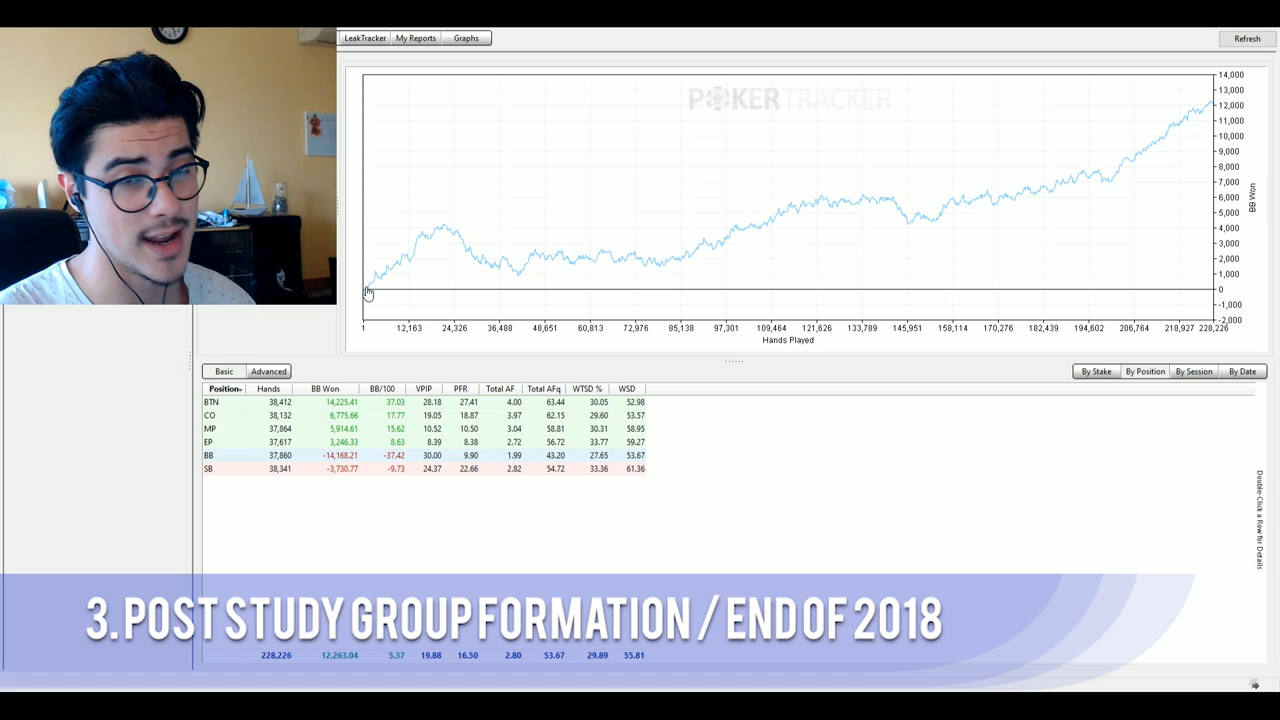 LeakTracker My Reports Graphs Refresh
POKERTRACKER
14,000
13,000
12,000
11,000
10,000
9,000
8,000
7,000
6,000
5,000
4,000
3,000
2,000
1,000
0
-1,000
-2,000
BB Won
1 12,163 24,326 36,488 48,651 60,813 72,976 85,138 97,301 109,464 121,626 133,789 145,951 158,114 170,276 182,439 194,602 206,764 218,927 228,226
Hands Played
Basic Advanced By Stake By Position By Session By Date
Position Hands BB Won BB/100 VPIP PFR Total AF Total AFq WTSD % WSD
BTN 38,412 14,225.41 37.03 28.18 27.41 4.00 63.44 30.05 52.98
CO 38,132 6,775.66 17.77 19.05 18.87 3.97 62.15 29.60 53.57
MP 37,864 5,914.61 15.62 10.52 10.50 3.04 58.81 30.31 58.95
EP 37,617 3,246.33 8.63 8.39 8.38 2.72 56.72 33.77 59.27
BB 37,860 -14,168.21 -37.42 30.00 9.90 1.99 43.20 27.65 53.67
SB 38,341 -3,730.77 -9.73 24.37 22.66 2.82 54.72 33.36 61.36
Double-Click a Row for Details
3. POST STUDY GROUP FORMATION / END OF 2018
228,226 12,263.04 5.37 19.88 16.50 2.80 53.67 29.89 55.81